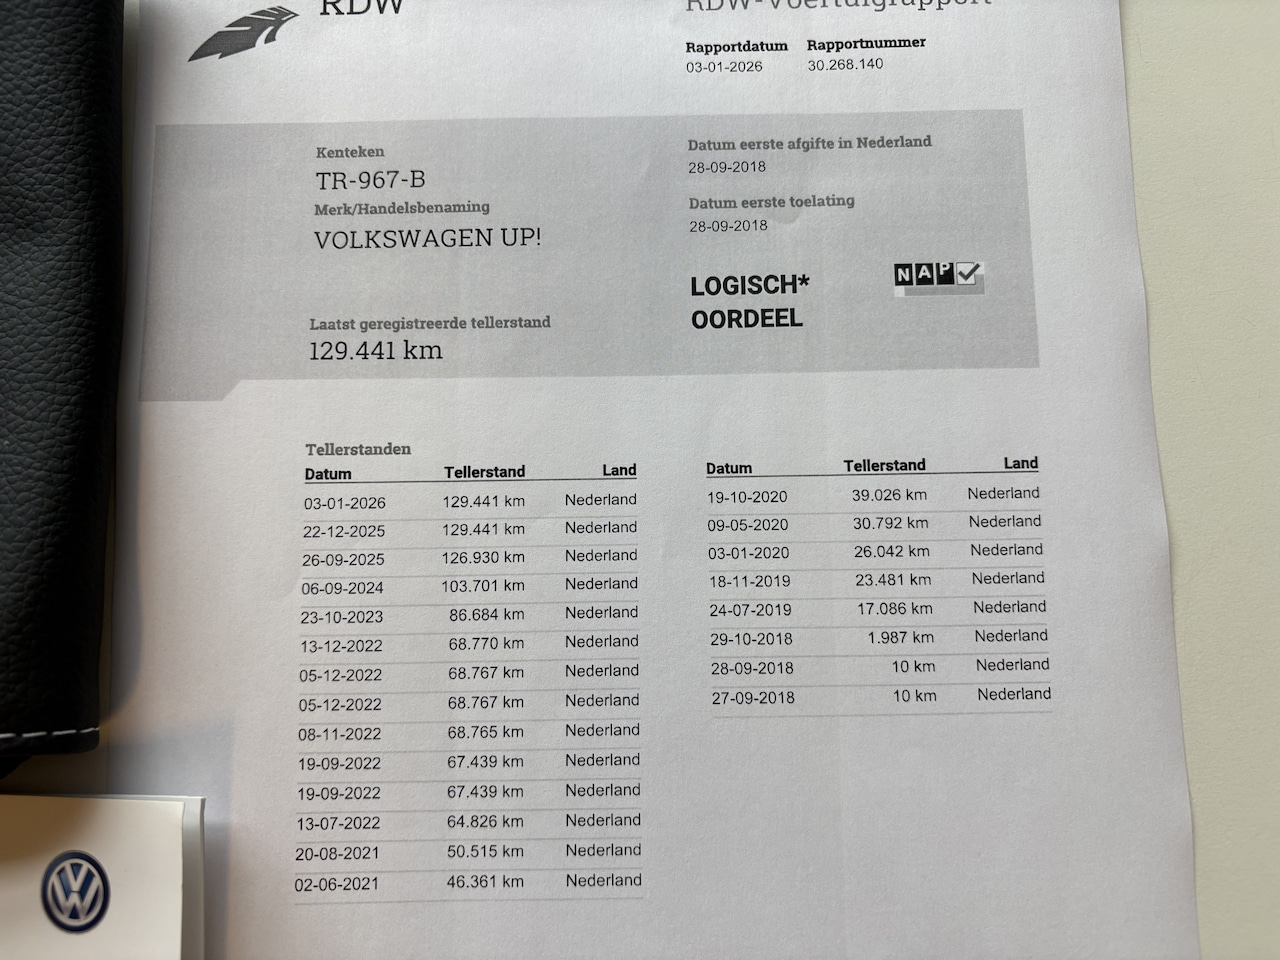 RDW
RDW-Voertuigrapport
Rapportdatum Rapportnummer
03-01-2026 30.268.140
Kenteken
TR-967-B
Merk/Handelsbenaming
VOLKSWAGEN UP!
Laatst geregistreerde tellerstand
129.441 km
Datum eerste afgifte in Nederland
28-09-2018
Datum eerste toelating
28-09-2018
LOGISCH*
OORDEEL
NAP
Tellerstanden
Datum Tellerstand Land
03-01-2026 129.441 km Nederland
22-12-2025 129.441 km Nederland
26-09-2025 126.930 km Nederland
06-09-2024 103.701 km Nederland
23-10-2023 86.684 km Nederland
13-12-2022 68.770 km Nederland
05-12-2022 68.767 km Nederland
05-12-2022 68.767 km Nederland
08-11-2022 68.765 km Nederland
19-09-2022 67.439 km Nederland
19-09-2022 67.439 km Nederland
13-07-2022 64.826 km Nederland
20-08-2021 50.515 km Nederland
02-06-2021 46.361 km Nederland
Datum Tellerstand Land
19-10-2020 39.026 km Nederland
09-05-2020 30.792 km Nederland
03-01-2020 26.042 km Nederland
18-11-2019 23.481 km Nederland
24-07-2019 17.086 km Nederland
29-10-2018 1.987 km Nederland
28-09-2018 10 km Nederland
27-09-2018 10 km Nederland
VW